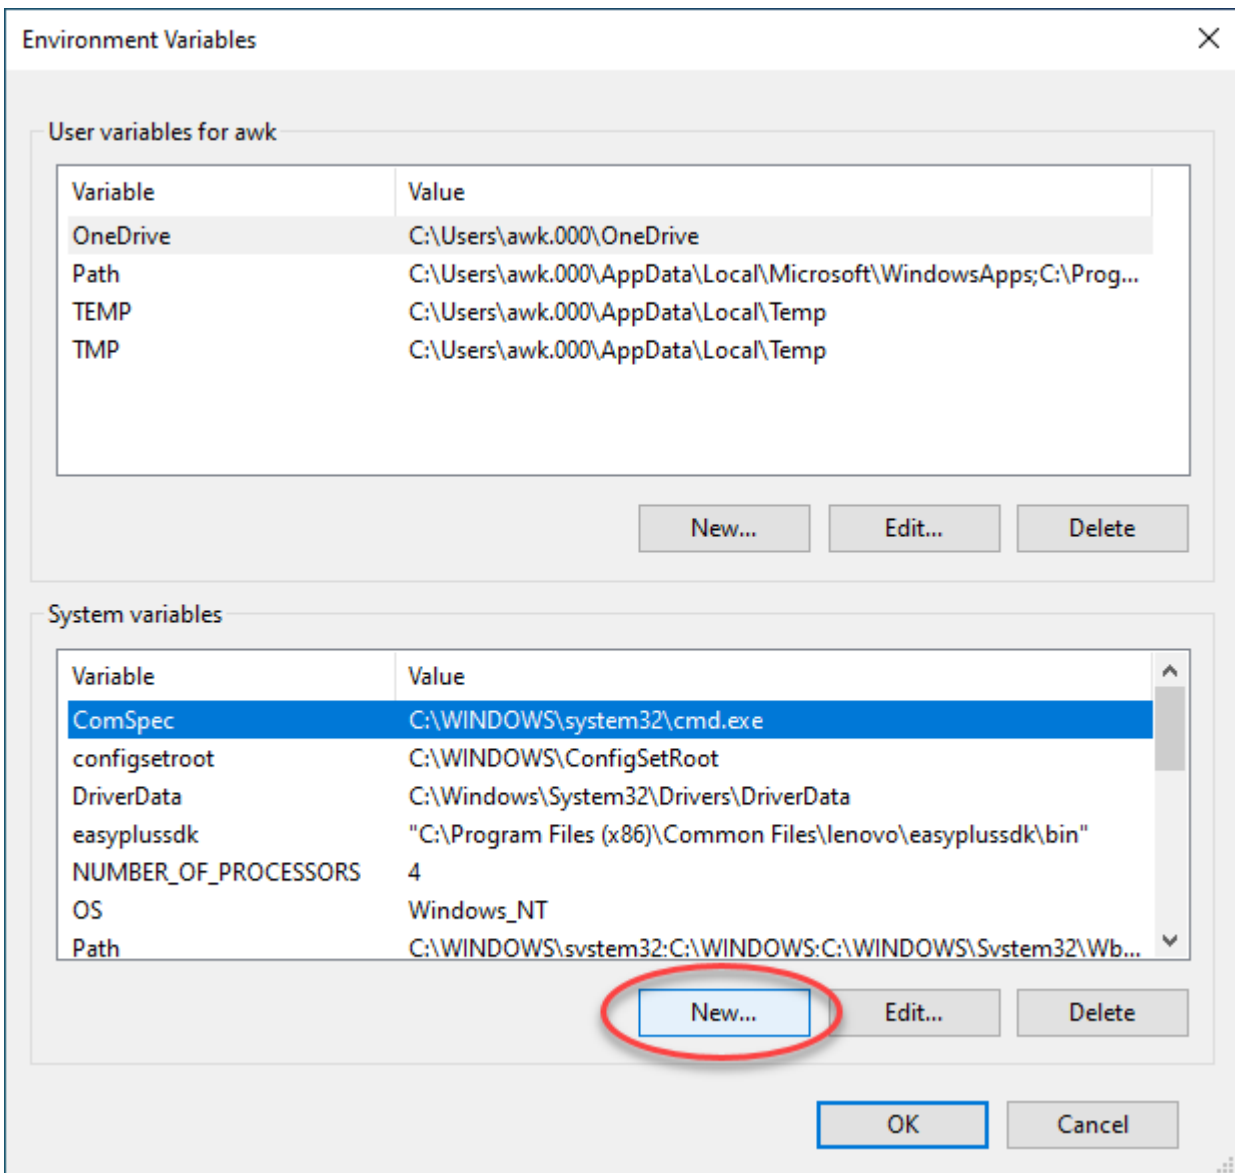 Environment Variables
User variables for awk
Variable Value
OneDrive C:\Users\awk.000\OneDrive
Path C:\Users\awk.000\AppData\Local\Microsoft\WindowsApps;C:\Prog...
TEMP C:\Users\awk.000\AppData\Local\Temp
TMP C:\Users\awk.000\AppData\Local\Temp
New... Edit... Delete
System variables
Variable Value
ComSpec C:\WINDOWS\system32\cmd.exe
configsetroot C:\WINDOWS\ConfigSetRoot
DriverData C:\Windows\System32\Drivers\DriverData
easyplussdk "C:\Program Files (x86)\Common Files\lenovo\easyplussdk\bin"
NUMBER_OF_PROCESSORS 4
OS Windows_NT
Path C:\WINDOWS\system32;C:\WINDOWS;C:\WINDOWS\System32\Wb...
New... Edit... Delete
OK Cancel